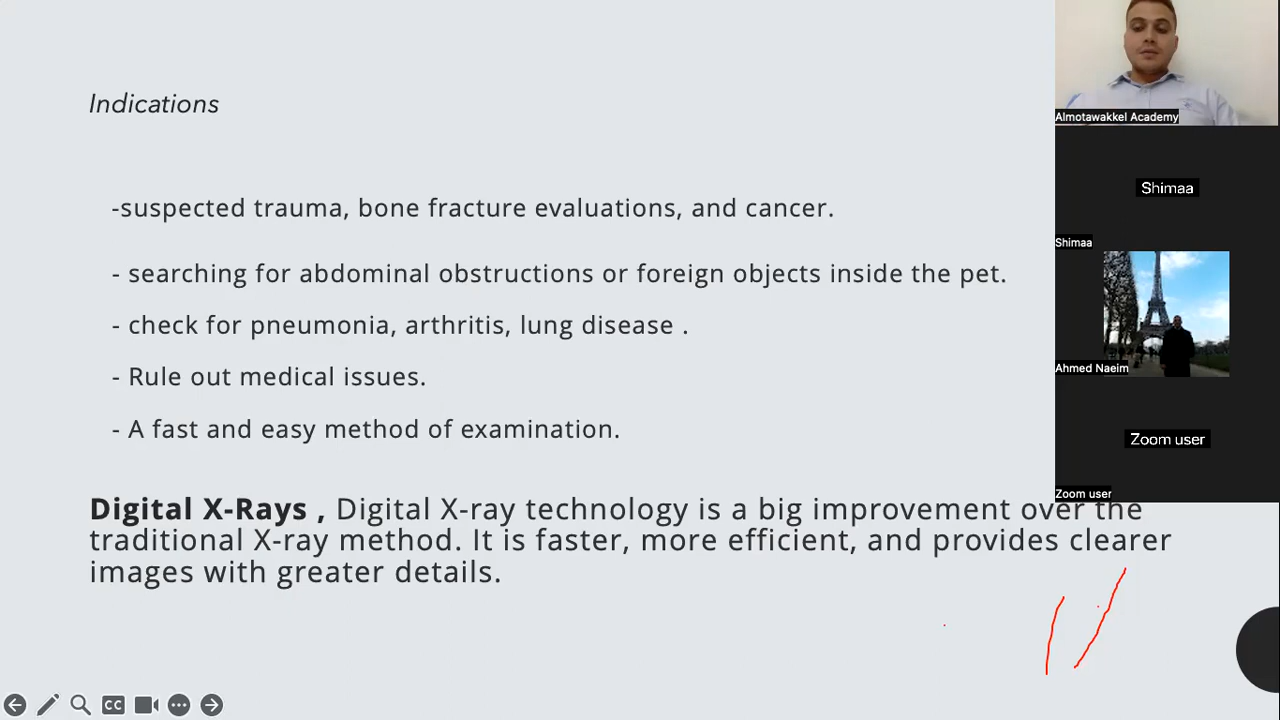 Indications
-suspected trauma, bone fracture evaluations, and cancer.
- searching for abdominal obstructions or foreign objects inside the pet.
- check for pneumonia, arthritis, lung disease .
- Rule out medical issues.
- A fast and easy method of examination.
Digital X-Rays , Digital X-ray technology is a big improvement over the
traditional X-ray method. It is faster, more efficient, and provides clearer
images with greater details.
Almotawakkel Academy
Shimaa
Shimaa
Ahmed Naeim
Zoom user
Zoom user
CC